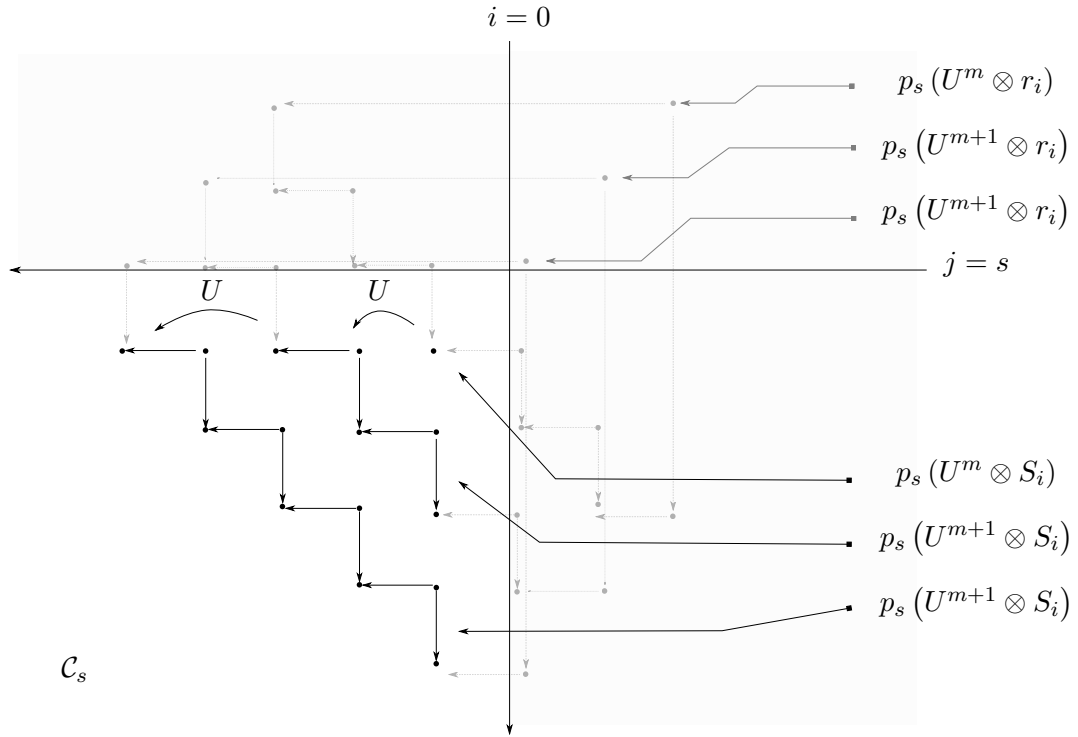 i = 0
p_s (U^m ⊗ r_i)
p_s (U^{m+1} ⊗ r_i)
p_s (U^{m+1} ⊗ r_i)
j = s
U U
p_s (U^m ⊗ S_i)
p_s (U^{m+1} ⊗ S_i)
p_s (U^{m+1} ⊗ S_i)
𝒞_s